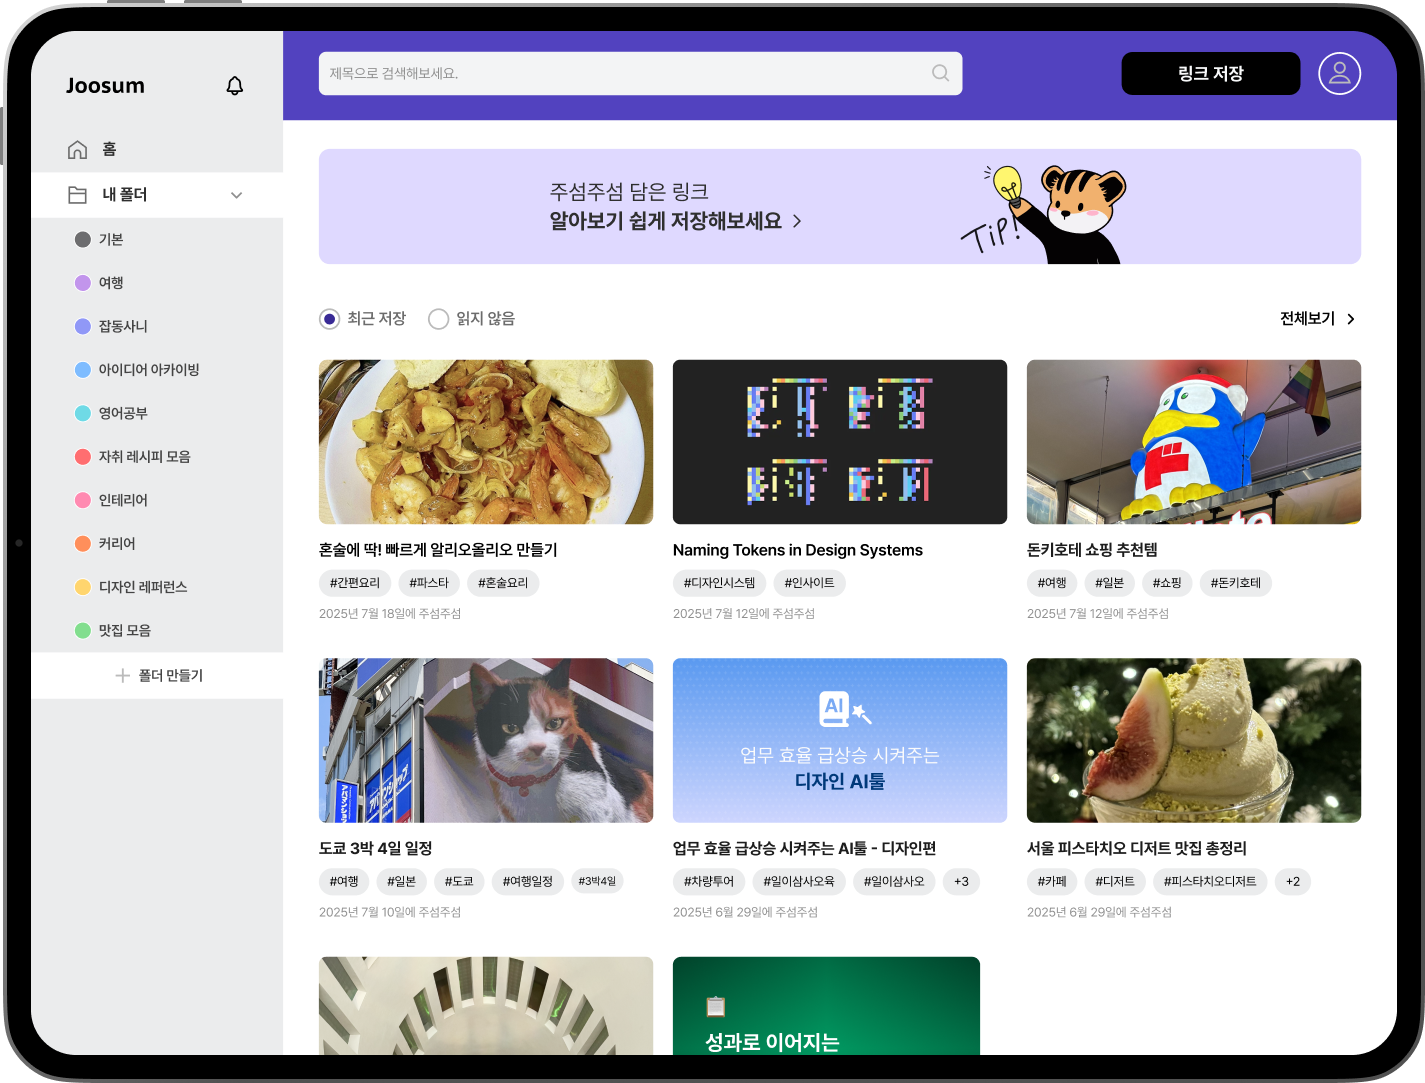 Joosum
제목으로 검색해보세요.
링크 저장
홈
내 폴더
기본
여행
잡동사니
아이디어 아카이빙
영어공부
자취 레시피 모음
인테리어
커리어
디자인 레퍼런스
맛집 모음
폴더 만들기
주섬주섬 담은 링크
알아보기 쉽게 저장해보세요
TIP!
최근 저장
읽지 않음
전체보기
혼술에 딱! 빠르게 알리오올리오 만들기
#간편요리 #파스타 #혼술요리
2025년 7월 18일에 주섬주섬
Naming Tokens in Design Systems
#디자인시스템 #인사이트
2025년 7월 12일에 주섬주섬
돈키호테 쇼핑 추천템
#여행 #일본 #쇼핑 #돈키호테
2025년 7월 12일에 주섬주섬
도쿄 3박 4일 일정
#여행 #일본 #도쿄 #여행일정 #3박4일
2025년 7월 10일에 주섬주섬
AI
업무 효율 급상승 시켜주는
디자인 AI툴
업무 효율 급상승 시켜주는 AI툴 - 디자인편
#차량투어 #일이삼사오육 #일이삼사오 +3
2025년 6월 29일에 주섬주섬
서울 피스타치오 디저트 맛집 총정리
#카페 #디저트 #피스타치오디저트 +2
2025년 6월 29일에 주섬주섬
성과로 이어지는